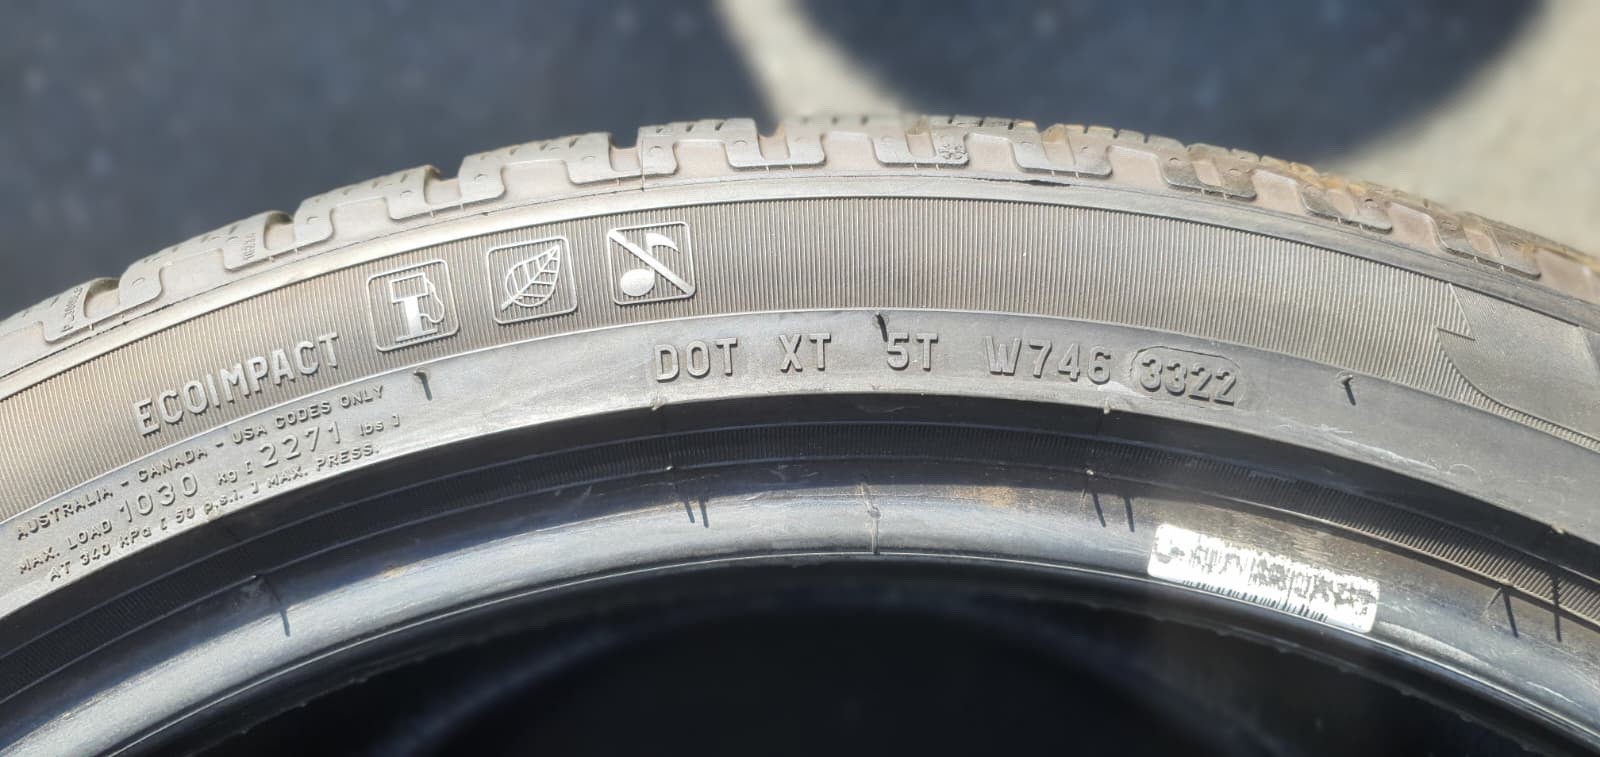 ECOIMPACT
AUSTRALIA - CANADA - USA CODES ONLY
MAX. LOAD 1030 KG [ 2271 lbs ]
AT 340 kPa [ 50 p.s.i. ] MAX. PRESS.
DOT XT 5T W746 3322